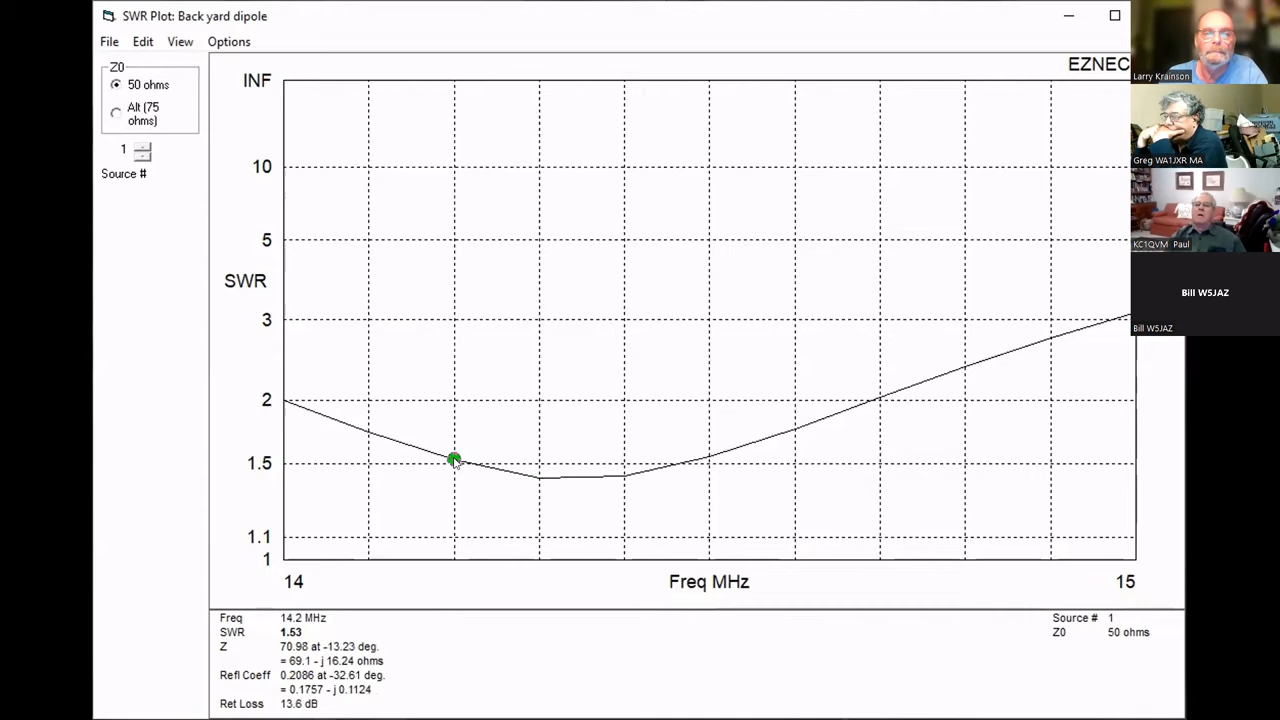 SWR Plot: Back yard dipole
File Edit View Options
Z0
50 ohms
Alt (75
ohms)
1
Source #
EZNEC
INF
10
5
SWR
3
2
1.5
1.1
1
14
Freq MHz
15
Freq 14.2 MHz
SWR 1.53
Z 70.98 at -13.23 deg.
= 69.1 - j 16.24 ohms
Refl Coeff 0.2086 at -32.61 deg.
= 0.1757 - j 0.1124
Ret Loss 13.6 dB
Source # 1
Z0 50 ohms
Larry Krainson
Greg WA1JXR MA
KC1QVM Paul
Bill W5JAZ
Bill W5JAZ